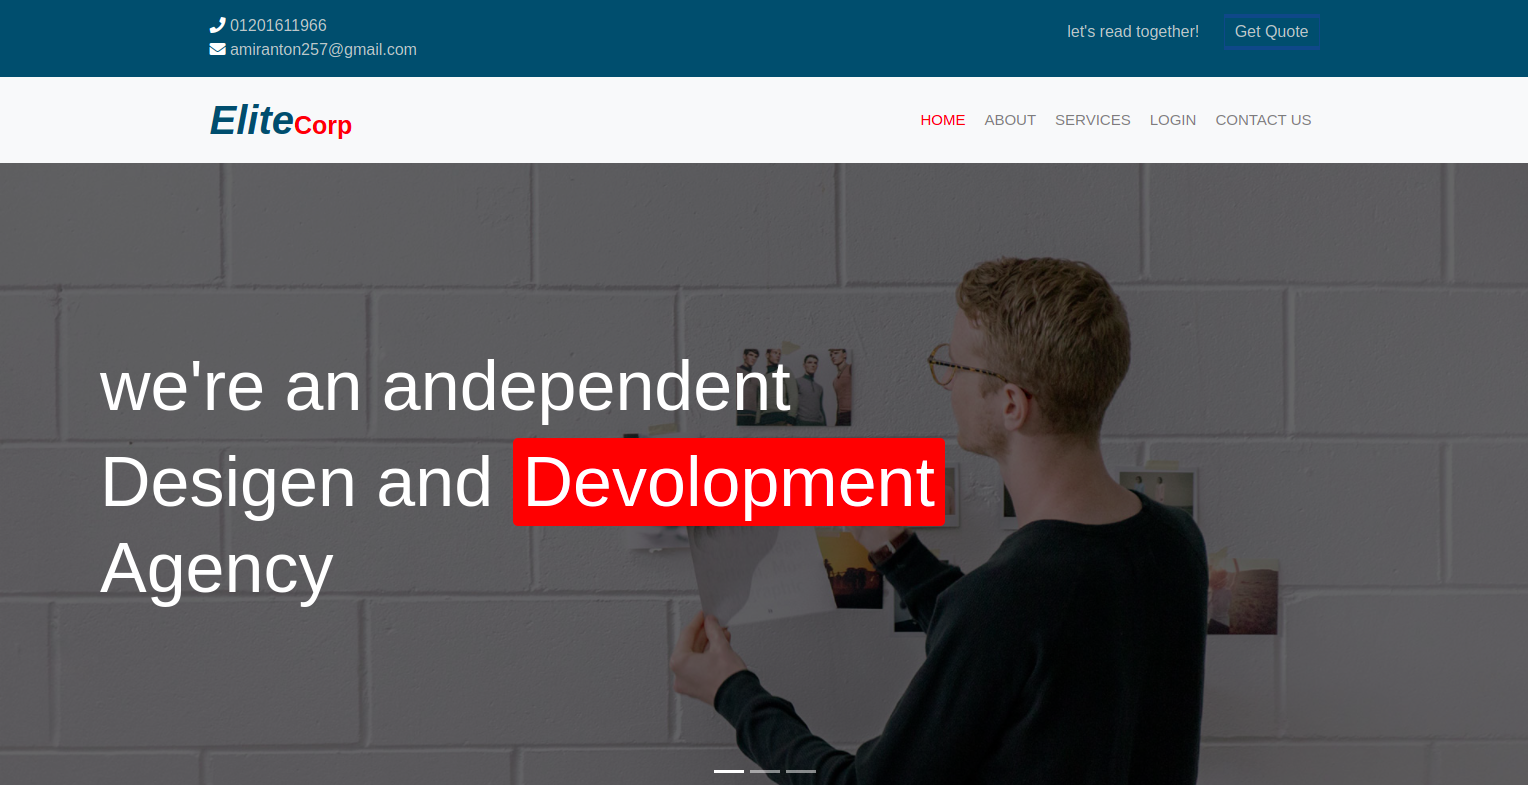 01201611966
amiranton257@gmail.com
let's read together!
Get Quote
EliteCorp
HOME ABOUT SERVICES LOGIN CONTACT US
we're an andependent
Desigen and Devolopment
Agency